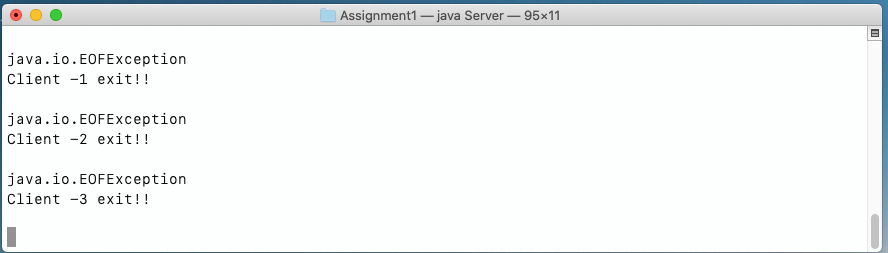 Assignment1 — java Server — 95×11
java.io.EOFException
Client -1 exit!!
java.io.EOFException
Client -2 exit!!
java.io.EOFException
Client -3 exit!!